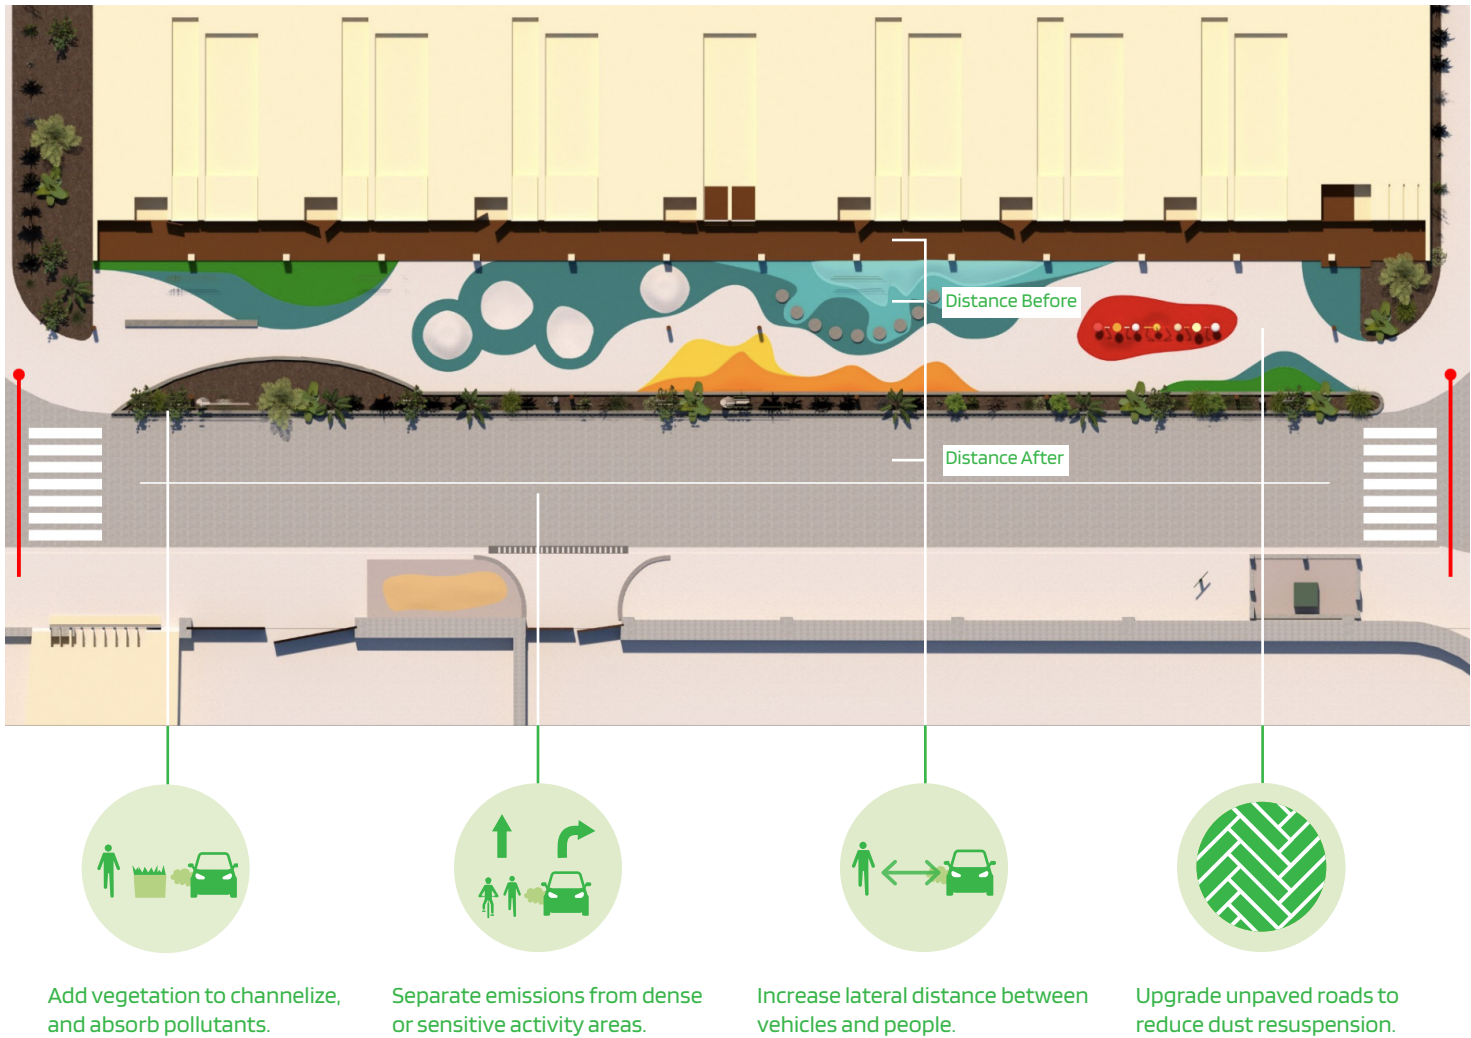 Distance Before
Distance After
Add vegetation to channelize,
and absorb pollutants.
Separate emissions from dense
or sensitive activity areas.
Increase lateral distance between
vehicles and people.
Upgrade unpaved roads to
reduce dust resuspension.